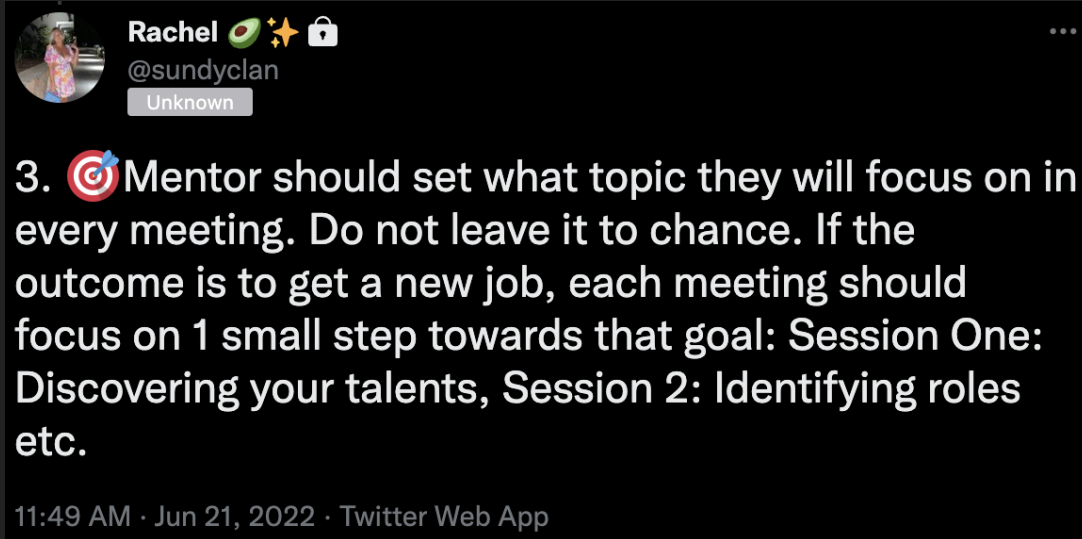 Rachel 🥑✨🔒
@sundyclan
Unknown
3. 🎯Mentor should set what topic they will focus on in
every meeting. Do not leave it to chance. If the
outcome is to get a new job, each meeting should
focus on 1 small step towards that goal: Session One:
Discovering your talents, Session 2: Identifying roles
etc.
11:49 AM · Jun 21, 2022 · Twitter Web App